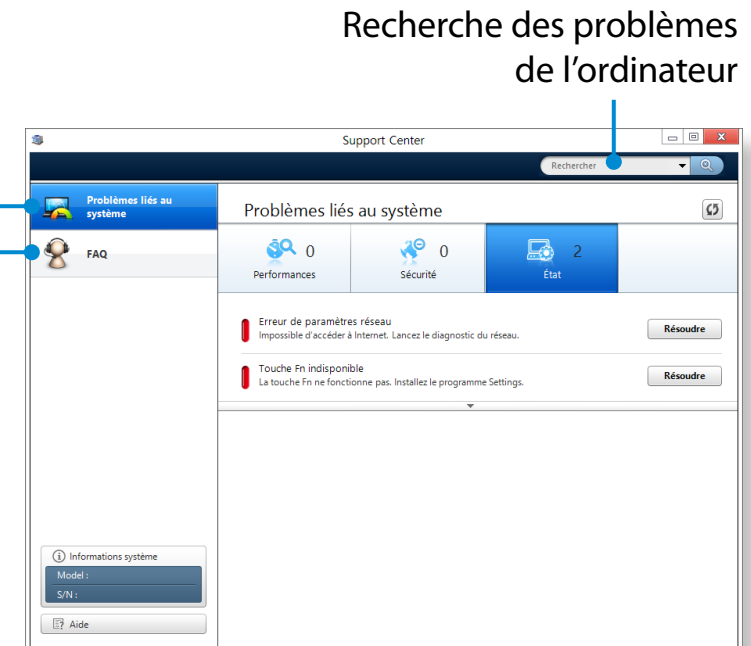 Recherche des problèmes
de l’ordinateur
Support Center
Rechercher
Problèmes liés au
système
FAQ
Problèmes liés au système
0
Performances
0
Sécurité
2
État
Erreur de paramètres réseau
Impossible d'accéder à Internet. Lancez le diagnostic du réseau.
Résoudre
Touche Fn indisponible
La touche Fn ne fonctionne pas. Installez le programme Settings.
Résoudre
Informations système
Model :
S/N :
Aide